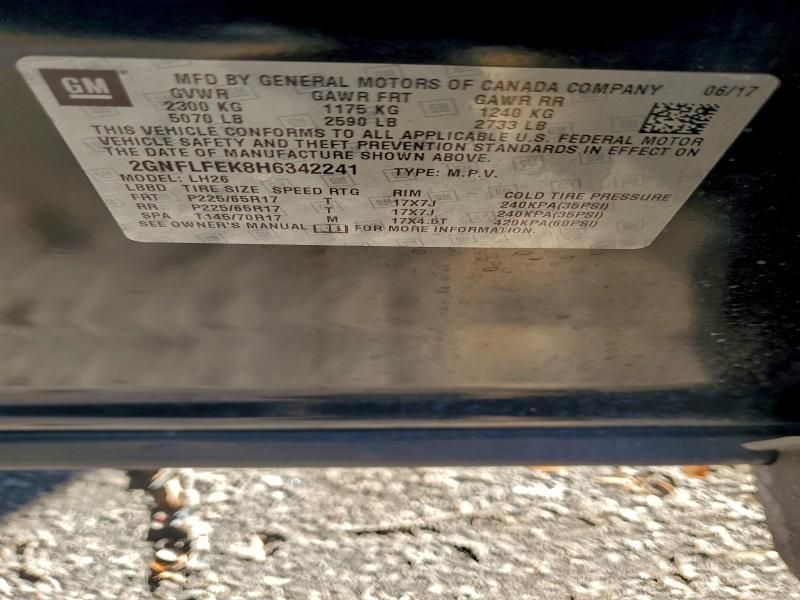 GM MFD BY GENERAL MOTORS OF CANADA COMPANY 06/17
GVWR GAWR FRT GAWR RR
2300 KG 1175 KG 1240 KG
5070 LB 2590 LB 2733 LB
THIS VEHICLE CONFORMS TO ALL APPLICABLE U.S. FEDERAL MOTOR
VEHICLE SAFETY AND THEFT PREVENTION STANDARDS IN EFFECT ON
THE DATE OF MANUFACTURE SHOWN ABOVE.
2GNFLFEK8H6342241 TYPE: M.P.V.
MODEL: LH26
LBBD TIRE SIZE SPEED RTG RIM COLD TIRE PRESSURE
FRT P225/65R17 T 17X7J 240KPA(35PSI)
RR P225/65R17 T 17X7J 240KPA(35PSI)
SPA T145/70R17 M 17X4.5T 420KPA(60PSI)
SEE OWNER'S MANUAL FOR MORE INFORMATION.